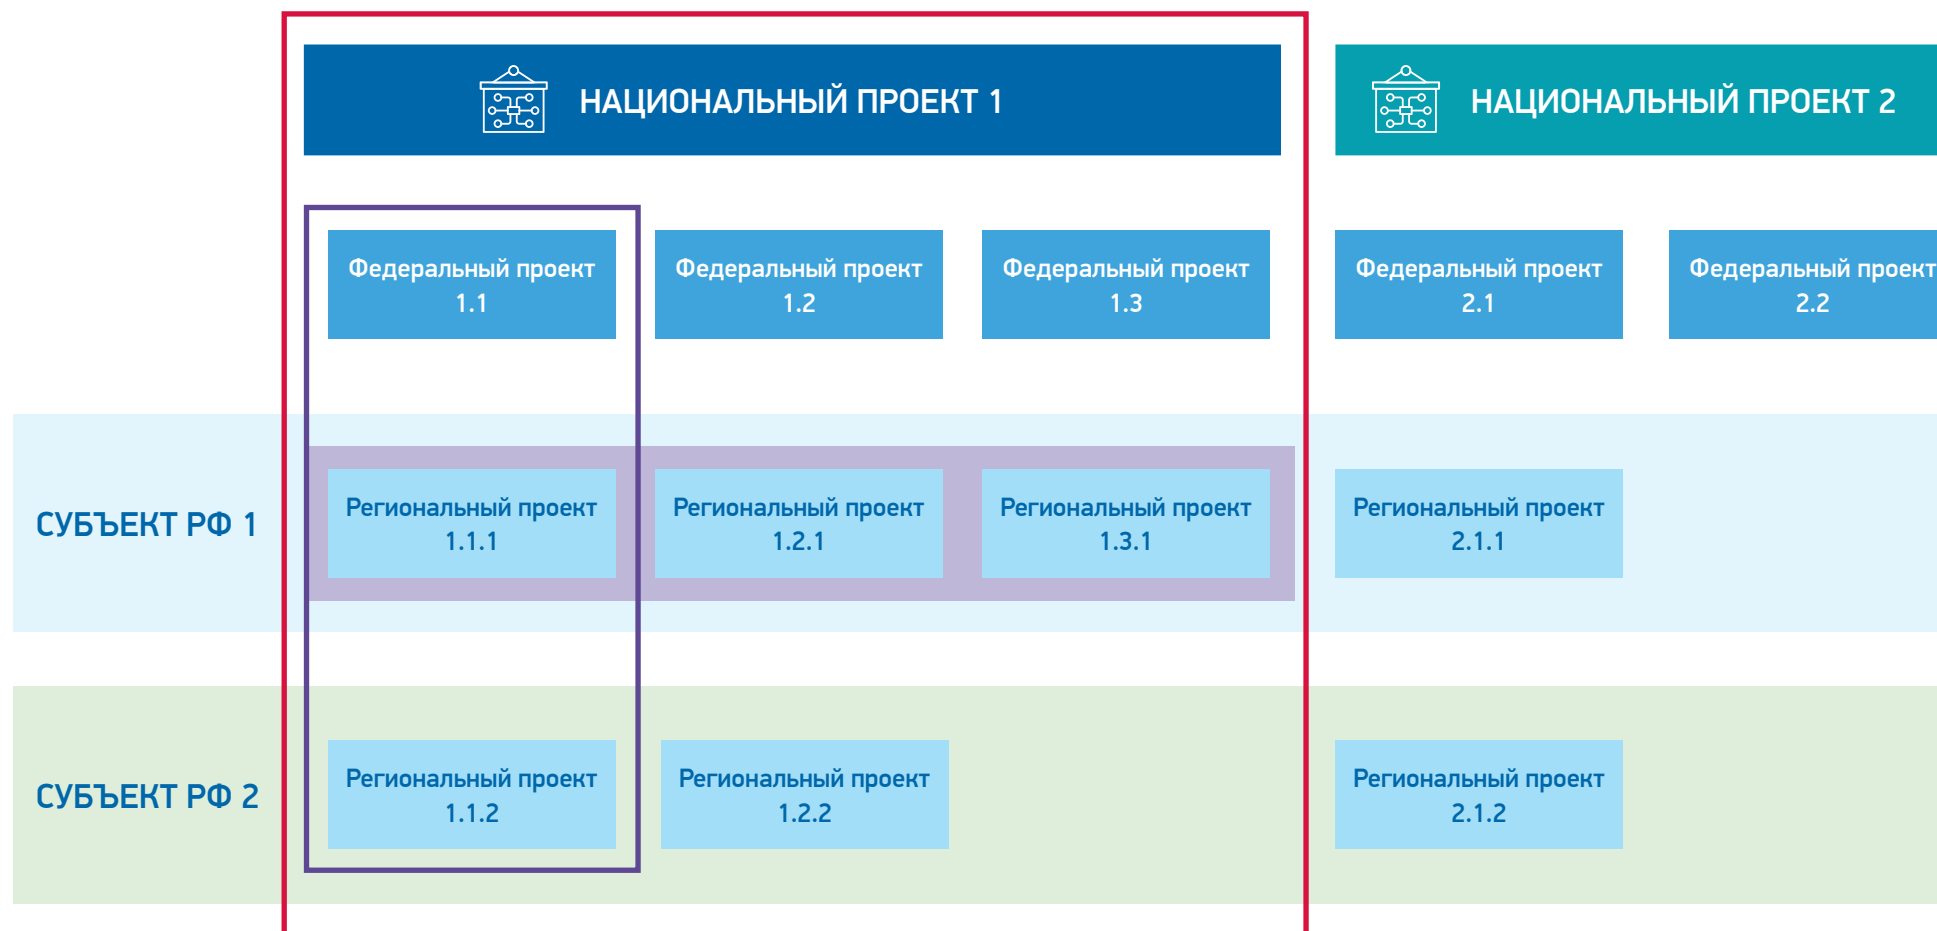 НАЦИОНАЛЬНЫЙ ПРОЕКТ 1
НАЦИОНАЛЬНЫЙ ПРОЕКТ 2
Федеральный проект
1.1
Федеральный проект
1.2
Федеральный проект
1.3
Федеральный проект
2.1
Федеральный проект
2.2
СУБЪЕКТ РФ 1
Региональный проект
1.1.1
Региональный проект
1.2.1
Региональный проект
1.3.1
Региональный проект
2.1.1
СУБЪЕКТ РФ 2
Региональный проект
1.1.2
Региональный проект
1.2.2
Региональный проект
2.1.2